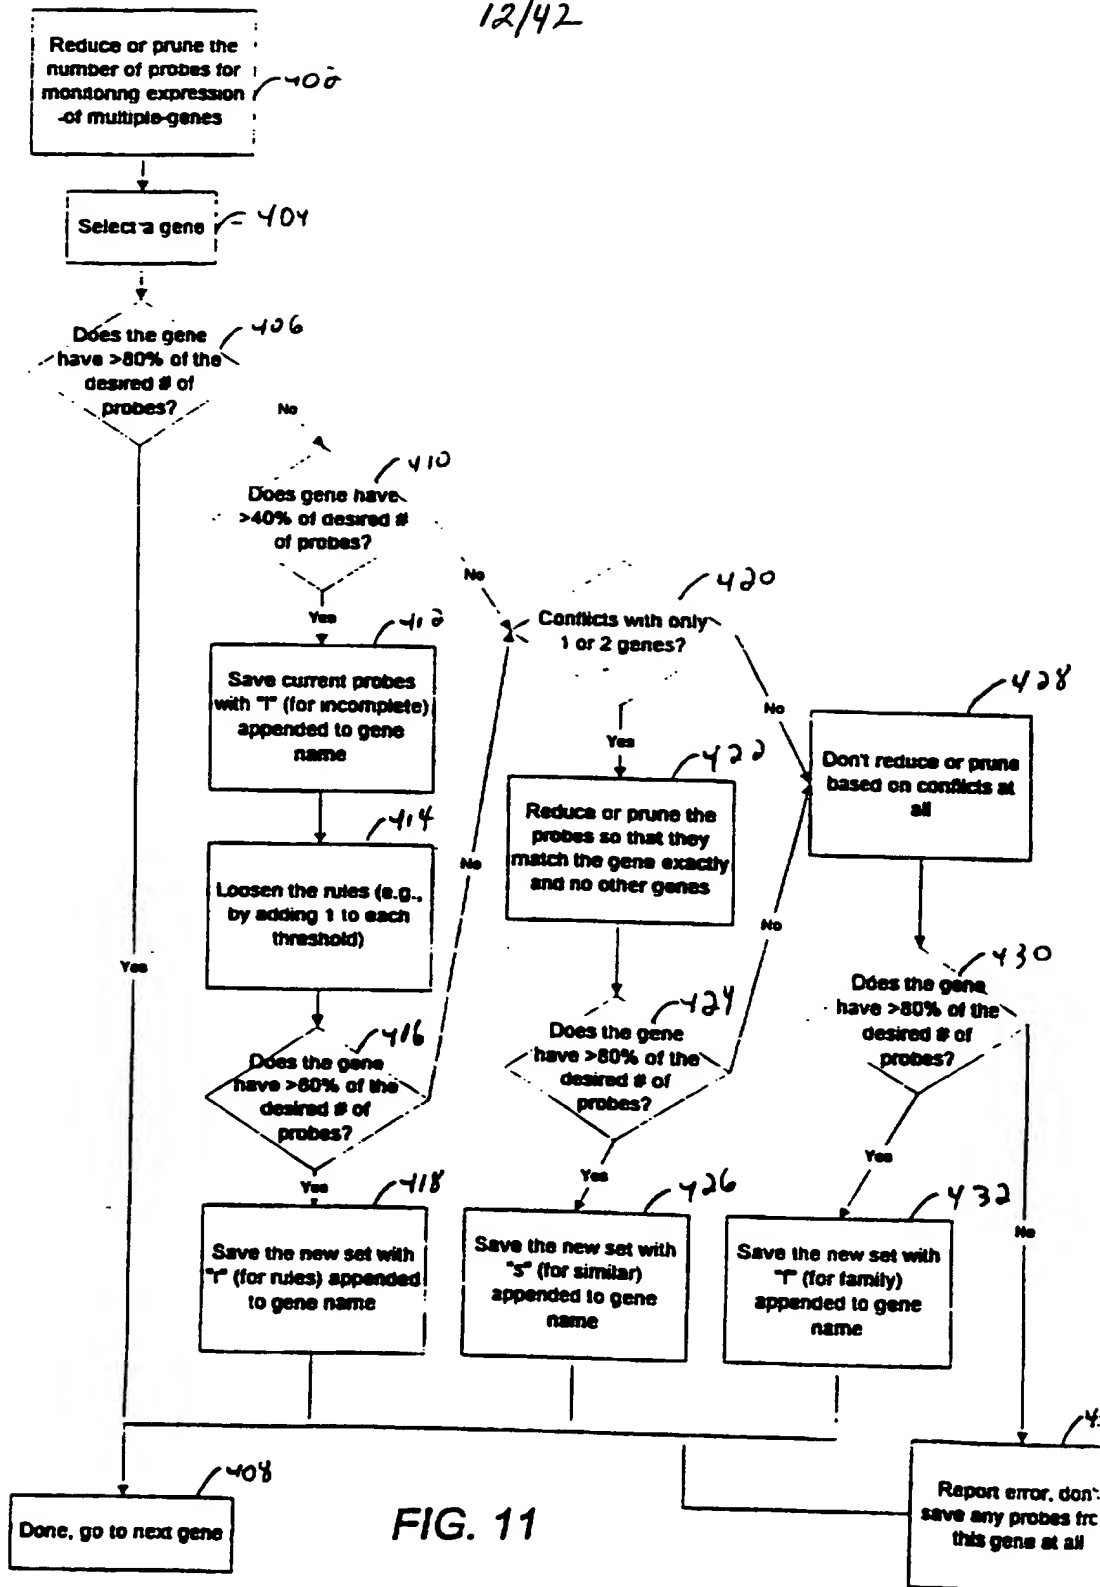 12/42
Reduce or prune the
number of probes for
monitoring expression
-of multiple-genes
402
Select a gene
404
Does the gene
have >80% of the
desired # of
probes?
406
No
Does gene have
>40% of desired #
of probes?
410
No
Yes
Conflicts with only
1 or 2 genes?
420
Save current probes
with "i" (for incomplete)
appended to gene
name
412
No
Yes
Don't reduce or prune
based on conflicts at
all
428
Reduce or prune the
probes so that they
match the gene exactly
and no other genes
422
Loosen the rules (e.g.,
by adding 1 to each
threshold)
414
No
No
Yes
Does the gene
have >80% of the
desired # of
probes?
430
Does the gene
have >80% of the
desired # of
probes?
424
Does the gene
have >80% of the
desired # of
probes?
416
Yes
Yes
Yes
Save the new set with
"r" (for rules) appended
to gene name
418
Save the new set with
"s" (for similar)
appended to gene
name
426
Save the new set with
"f" (for family)
appended to gene
name
432
No
Done, go to next gene
408
FIG. 11
Report error, don'
save any probes
this gene at all